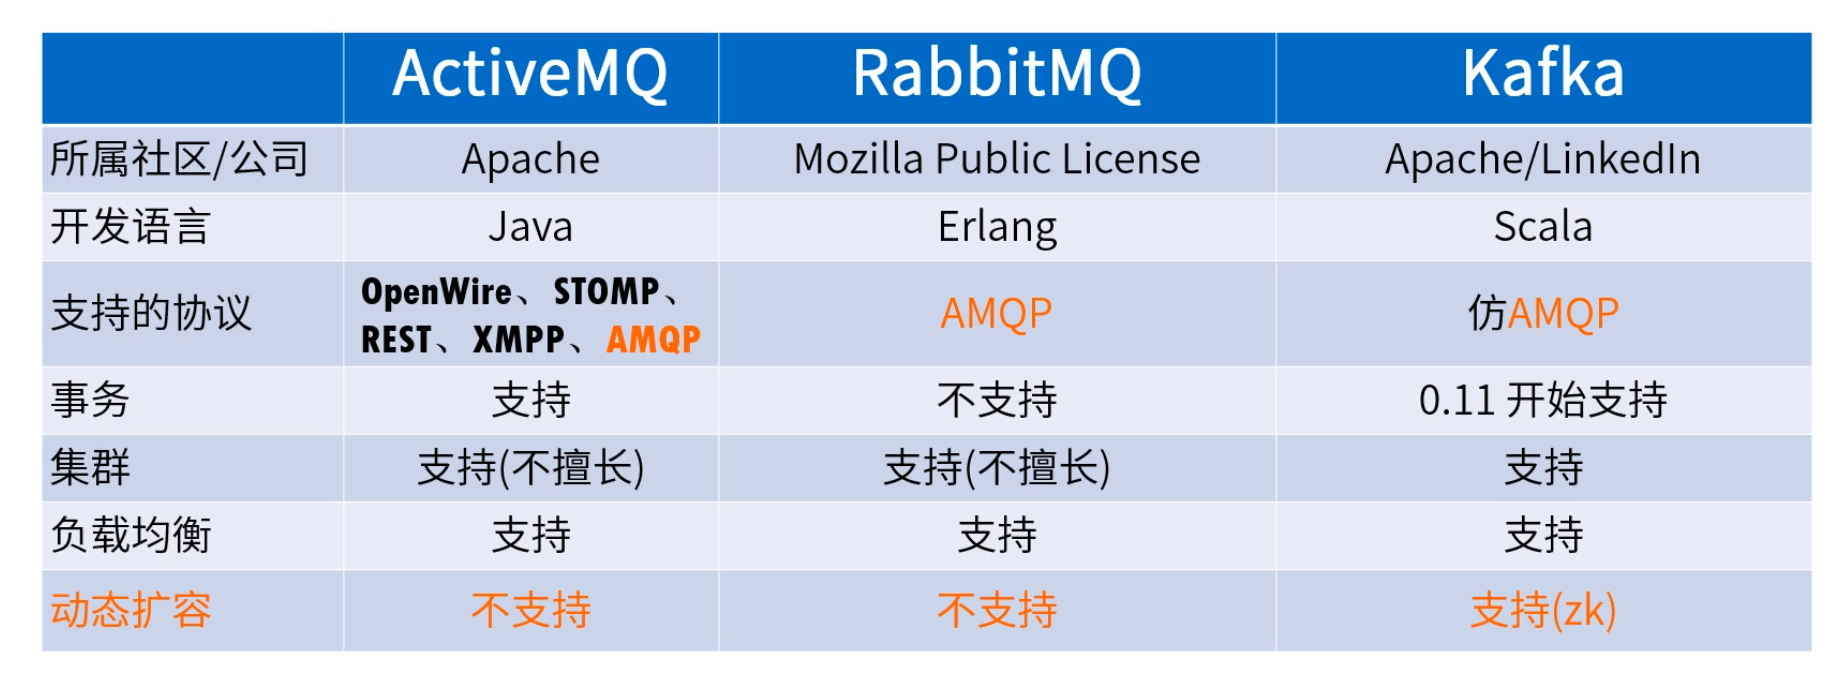 ActiveMQ RabbitMQ Kafka
所属社区/公司 Apache Mozilla Public License Apache/LinkedIn
开发语言 Java Erlang Scala
支持的协议 OpenWire、STOMP、 AMQP 仿AMQP
REST、XMPP、AMQP
事务 支持 不支持 0.11 开始支持
集群 支持(不擅长) 支持(不擅长) 支持
负载均衡 支持 支持 支持
动态扩容 不支持 不支持 支持(zk)